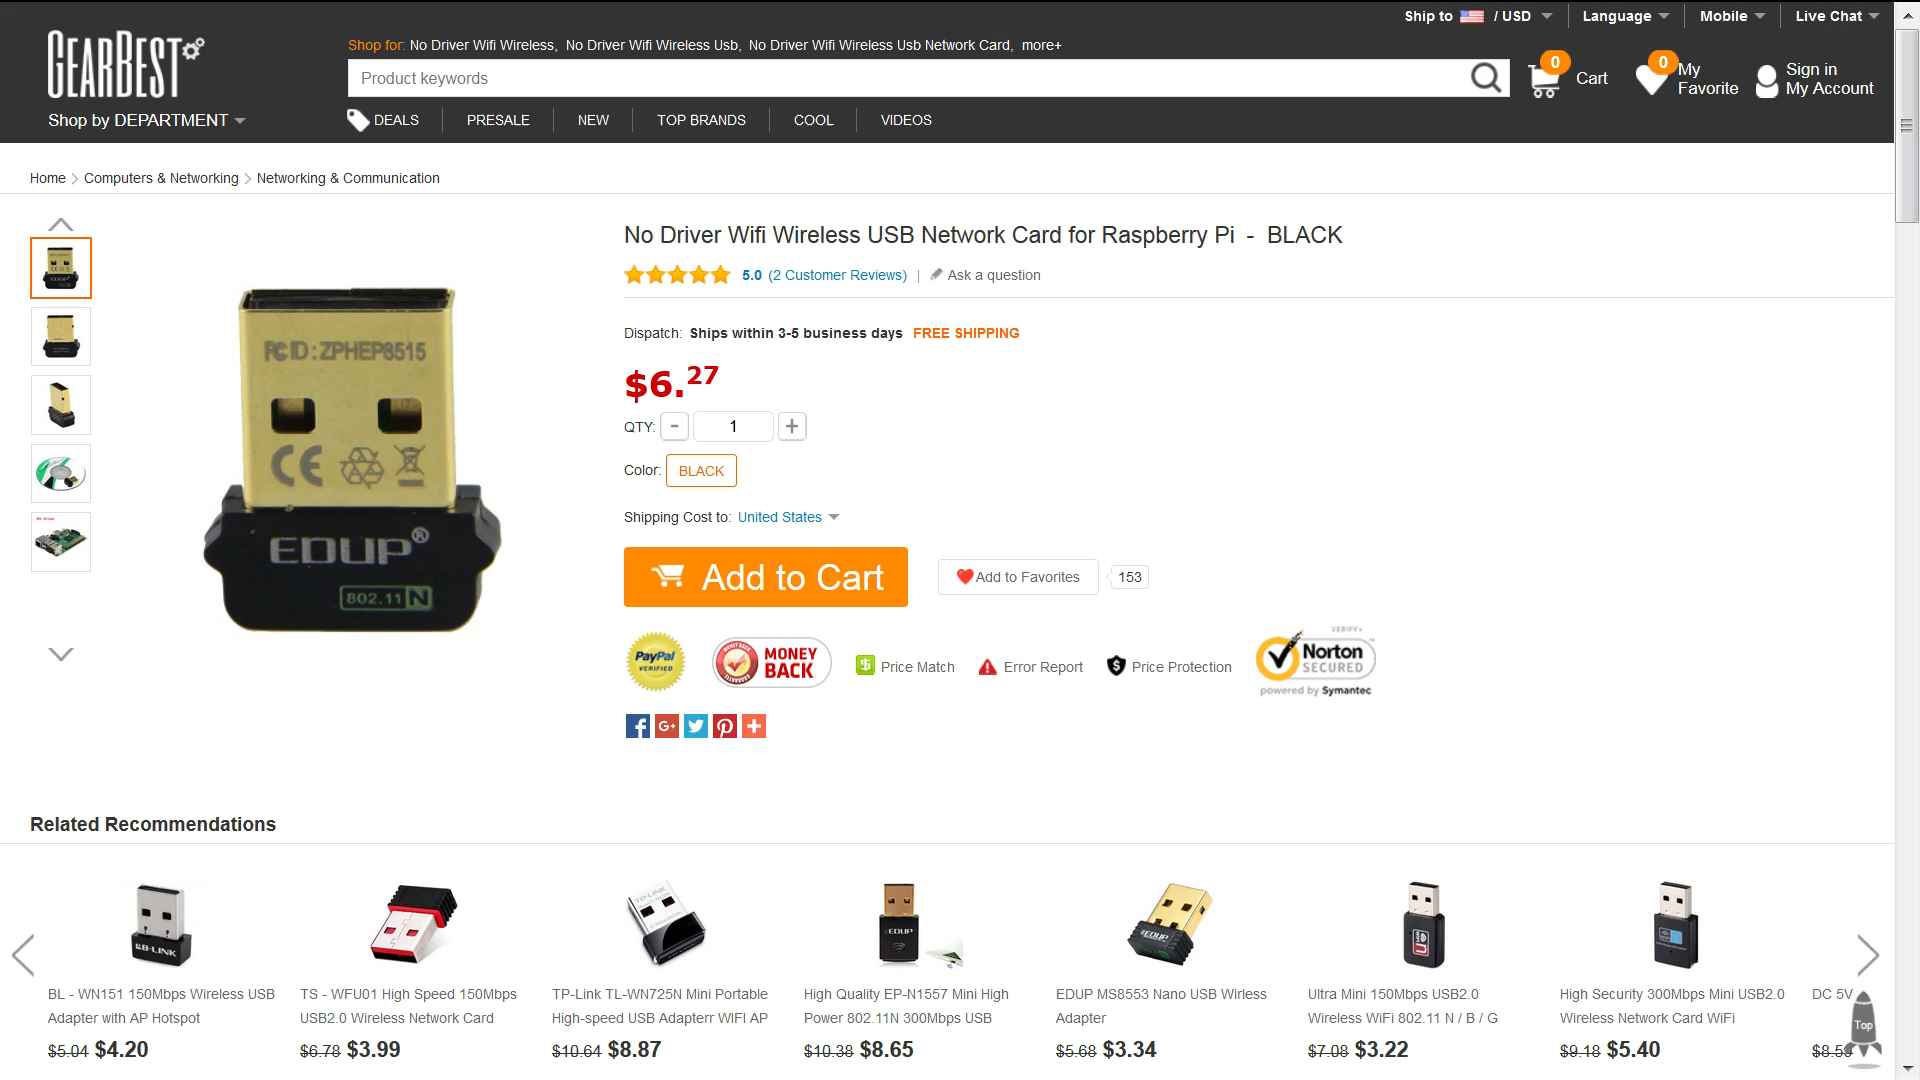 Ship to / USD Language Mobile Live Chat
GEARBEST
Shop for: No Driver Wifi Wireless, No Driver Wifi Wireless Usb, No Driver Wifi Wireless Usb Network Card, more+
Product keywords
0 Cart
0 My Favorite
Sign in
My Account
Shop by DEPARTMENT
DEALS PRESALE NEW TOP BRANDS COOL VIDEOS
Home > Computers & Networking > Networking & Communication
No Driver Wifi Wireless USB Network Card for Raspberry Pi - BLACK
5.0 (2 Customer Reviews) | Ask a question
Dispatch: Ships within 3-5 business days FREE SHIPPING
$6.27
QTY: - 1 +
Color: BLACK
Shipping Cost to: United States
Add to Cart
Add to Favorites 153
PayPal VERIFIED
MONEY BACK
Price Match
Error Report
Price Protection
VERIFY
Norton
SECURED
powered by Symantec
FCID:ZPHEP8515
CE
EDUP®
802.11N
No driver
Related Recommendations
LB-LINK
TP-LINK
EDUP
EDUP
BL - WN151 150Mbps Wireless USB
Adapter with AP Hotspot
$5.04 $4.20
TS - WFU01 High Speed 150Mbps
USB2.0 Wireless Network Card
$6.78 $3.99
TP-Link TL-WN725N Mini Portable
High-speed USB Adapterr WIFI AP
$10.64 $8.87
High Quality EP-N1557 Mini High
Power 802.11N 300Mbps USB
$10.38 $8.65
EDUP MS8553 Nano USB Wirless
Adapter
$5.68 $3.34
Ultra Mini 150Mbps USB2.0
Wireless WiFi 802.11 N / B / G
$7.08 $3.22
High Security 300Mbps Mini USB2.0
Wireless Network Card WiFi
$9.18 $5.40
DC 5V
$8.59
Top